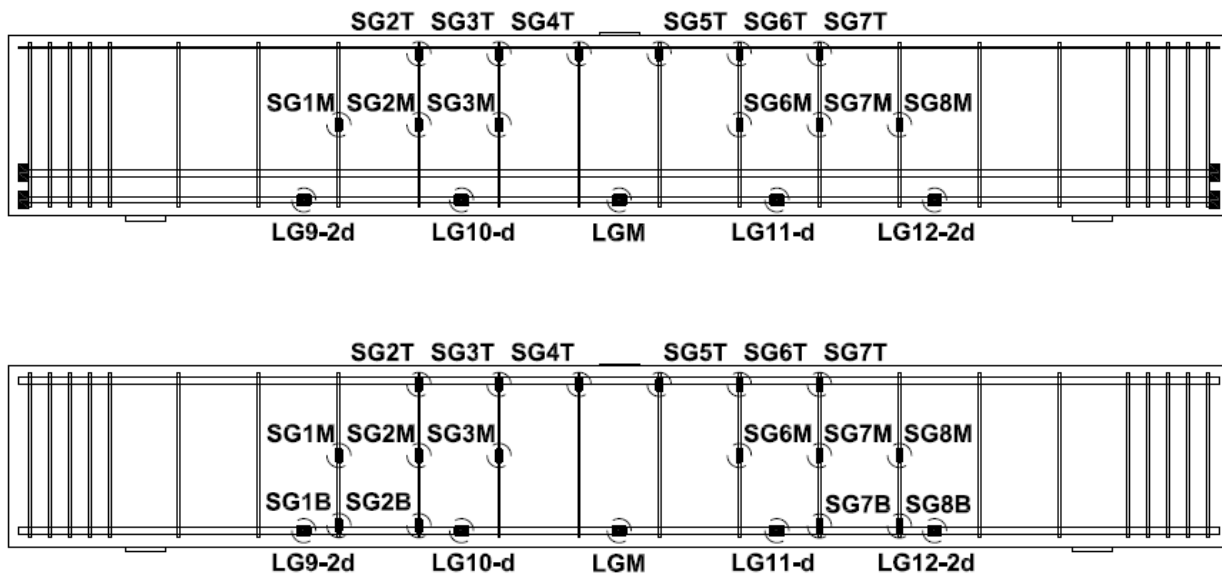 SG2T SG3T SG4T SG5T SG6T SG7T
SG1M SG2M SG3M SG6M SG7M SG8M
LG9-2d LG10-d LGM LG11-d LG12-2d
SG2T SG3T SG4T SG5T SG6T SG7T
SG1M SG2M SG3M SG6M SG7M SG8M
SG1B SG2B SG7B SG8B
LG9-2d LG10-d LGM LG11-d LG12-2d